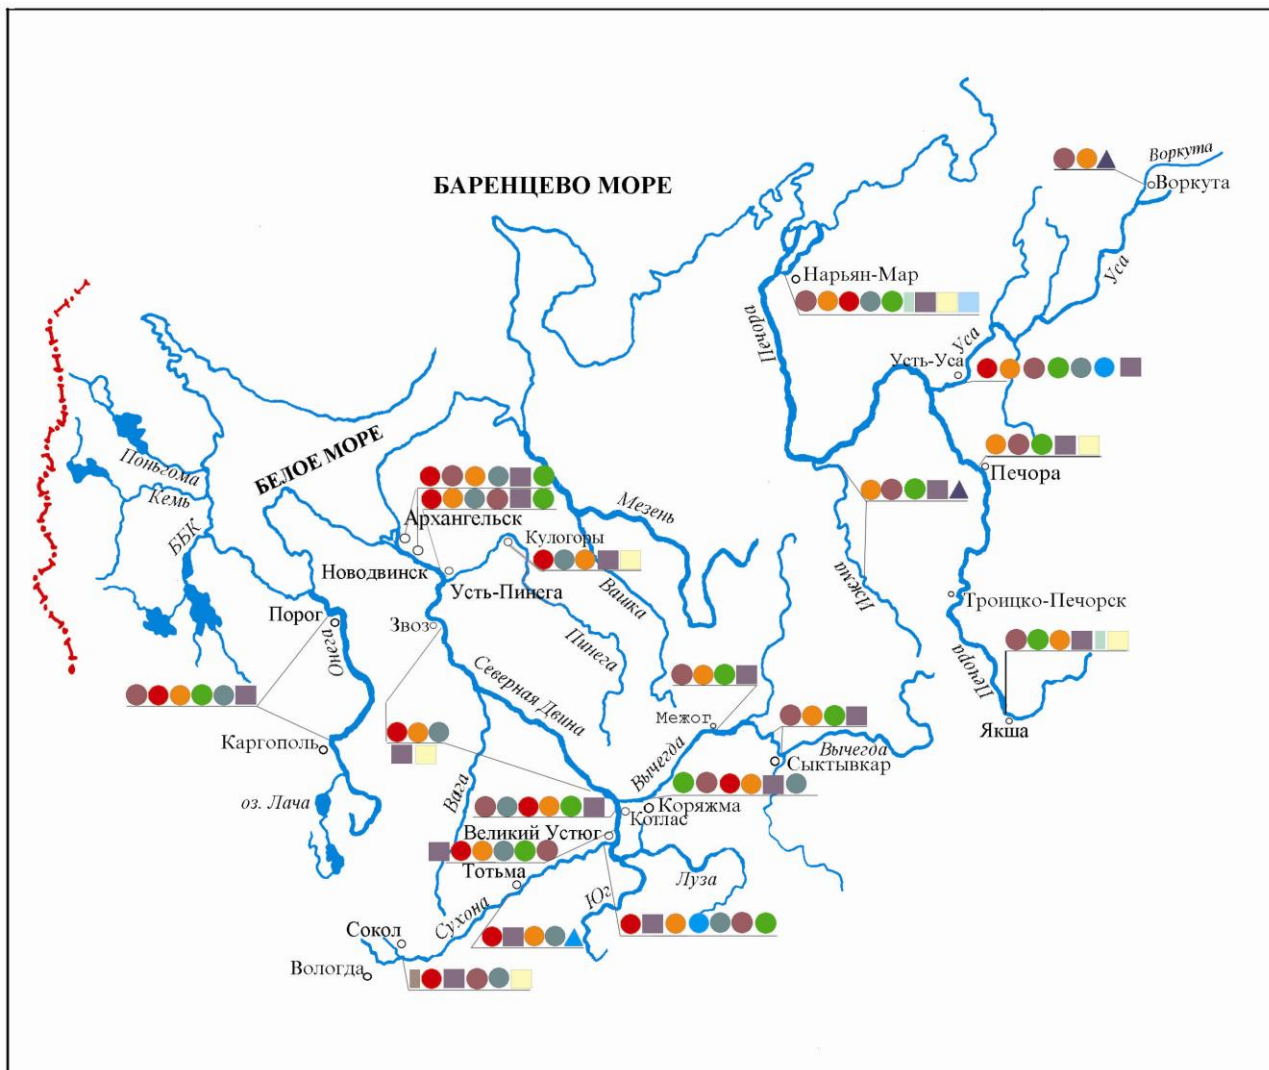 БАРЕНЦЕВО МОРЕ
Воркута
Воркута
Уса
Нарьян-Мар
Печора
Уса
Усть-Уса
БЕЛОЕ МОРЕ
Поньгома
Кемь
ББК
Печора
Мезень
Архангельск
Кулогоры
Новодвинск
Усть-Пинега
Вашка
Ижма
Троицко-Печорск
Порог
Онега
Звоз
Пинега
Северная Двина
Печора
Межог
Якша
Каргополь
Вычегда
Вычегда
Сыктывкар
оз. Лача
Вага
Коряжма
Котлас
Великий Устюг
Тотьма
Луза
Юг
Сухона
Сокол
Вологда